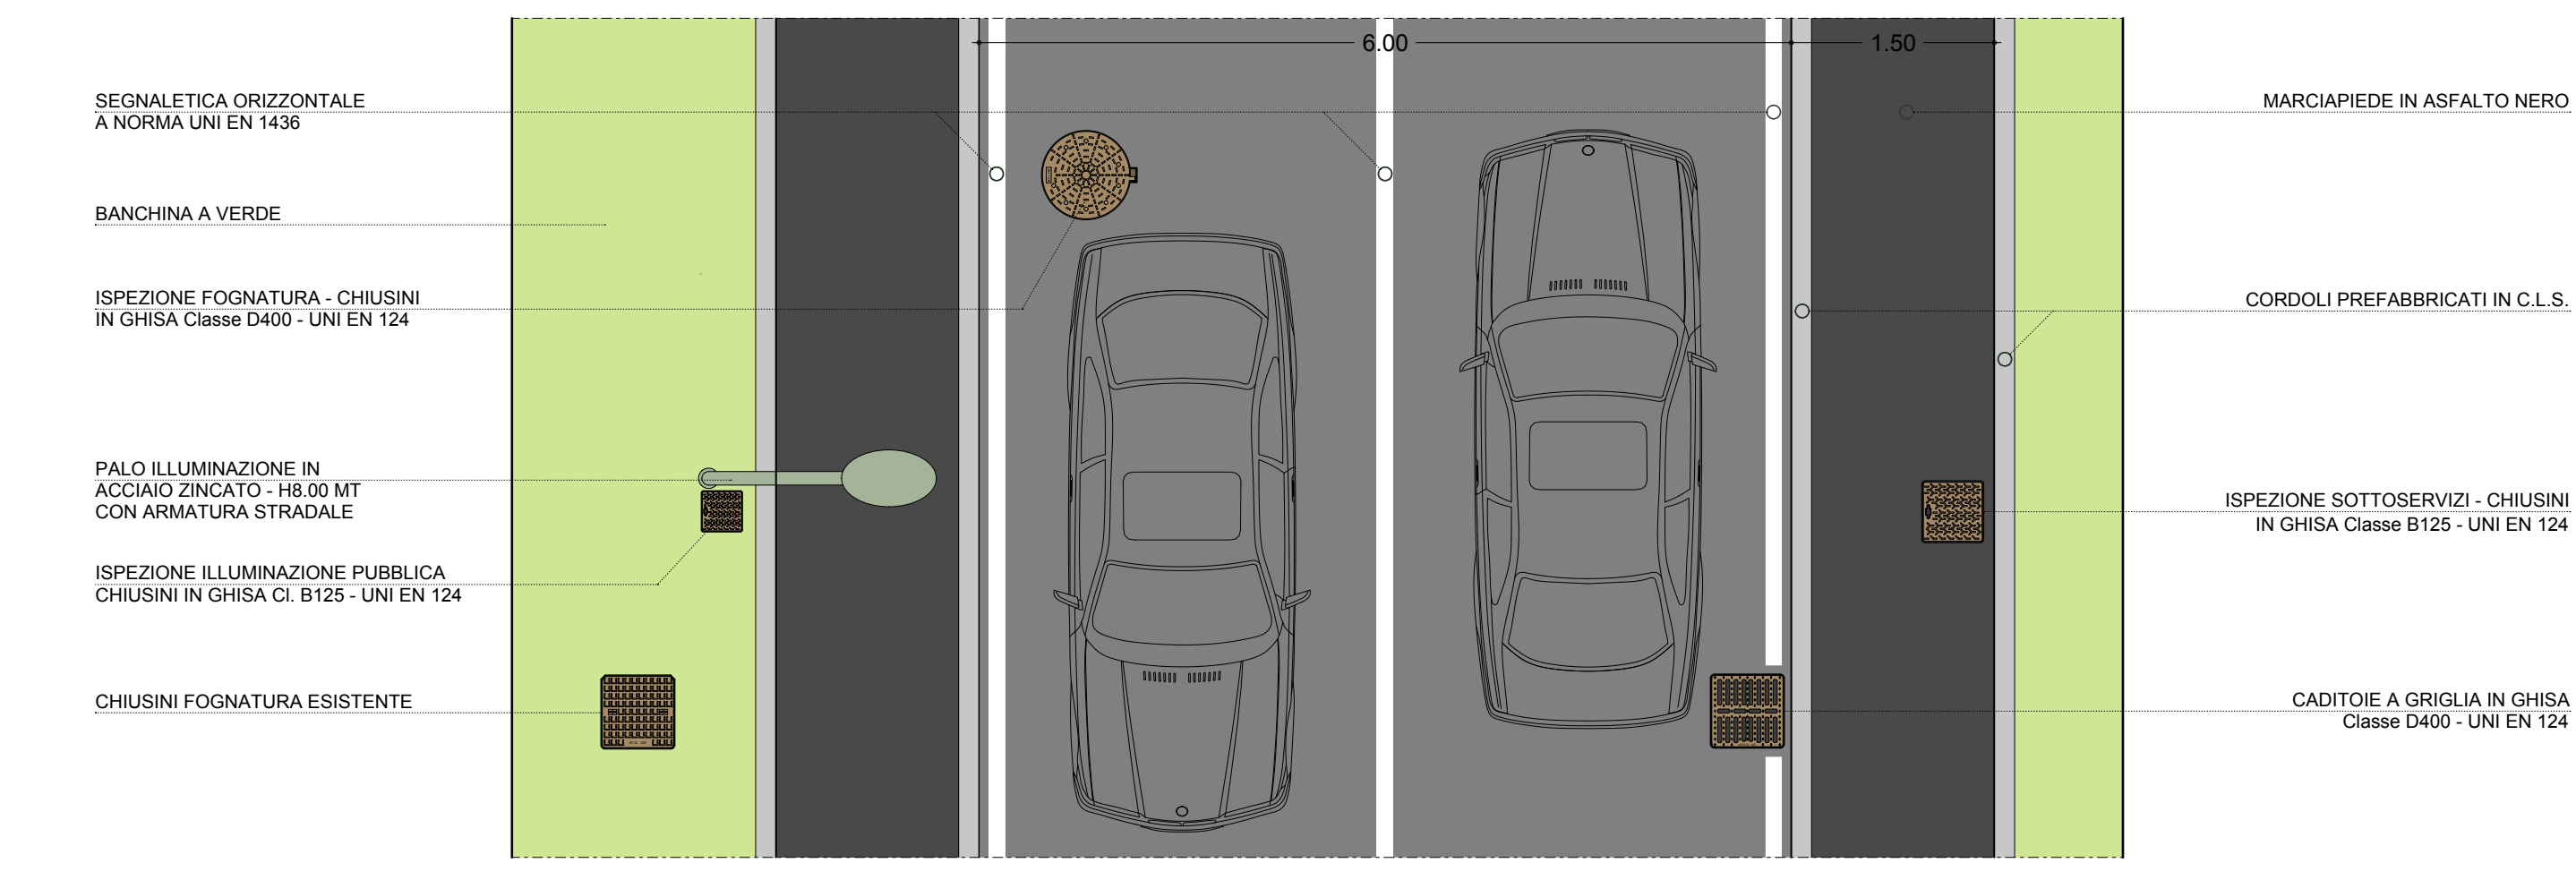 6.00
1.50
SEGNALETICA ORIZZONTALE
A NORMA UNI EN 1436
BANCHINA A VERDE
ISPEZIONE FOGNATURA - CHIUSINI
IN GHISA Classe D400 - UNI EN 124
PALO ILLUMINAZIONE IN
ACCIAIO ZINCATO - H8.00 MT
CON ARMATURA STRADALE
ISPEZIONE ILLUMINAZIONE PUBBLICA
CHIUSINI IN GHISA Cl. B125 - UNI EN 124
CHIUSINI FOGNATURA ESISTENTE
MARCIAPIEDE IN ASFALTO NERO
CORDOLI PREFABBRICATI IN C.L.S.
ISPEZIONE SOTTOSERVIZI - CHIUSINI
IN GHISA Classe B125 - UNI EN 124
CADITOIE A GRIGLIA IN GHISA
Classe D400 - UNI EN 124